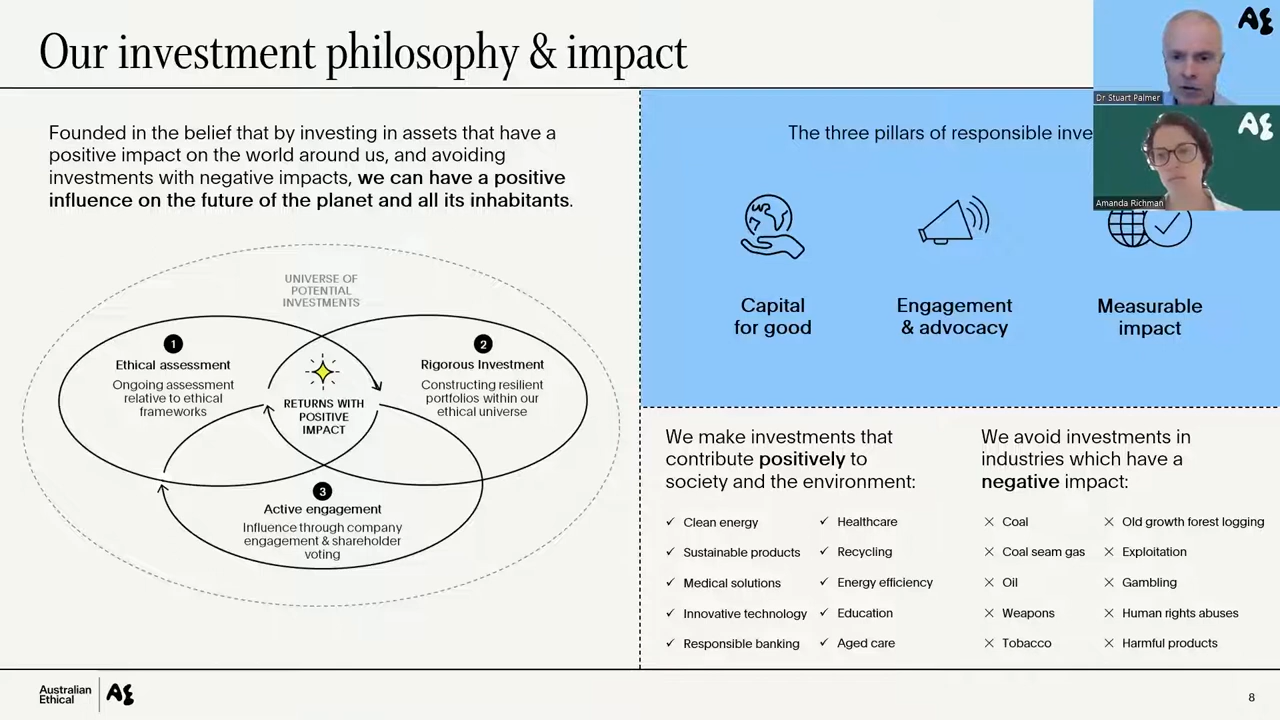 Our investment philosophy & impact
Founded in the belief that by investing in assets that have a
positive impact on the world around us, and avoiding
investments with negative impacts, we can have a positive
influence on the future of the planet and all its inhabitants.
UNIVERSE OF
POTENTIAL
INVESTMENTS
1
Ethical assessment
Ongoing assessment
relative to ethical
frameworks
2
Rigorous Investment
Constructing resilient
portfolios within our
ethical universe
RETURNS WITH
POSITIVE
IMPACT
3
Active engagement
Influence through company
engagement & shareholder
voting
The three pillars of responsible
Capital
for good
Engagement
& advocacy
Measurable
impact
AE
Dr Stuart Palmer
AE
Amanda Richman
We make investments that
contribute positively to
society and the environment:
✓ Clean energy
✓ Sustainable products
✓ Medical solutions
✓ Innovative technology
✓ Responsible banking
✓ Healthcare
✓ Recycling
✓ Energy efficiency
✓ Education
✓ Aged care
We avoid investments in
industries which have a
negative impact:
× Coal
× Coal seam gas
× Oil
× Weapons
× Tobacco
× Old growth forest logging
× Exploitation
× Gambling
× Human rights abuses
× Harmful products
Australian
Ethical
AE
8